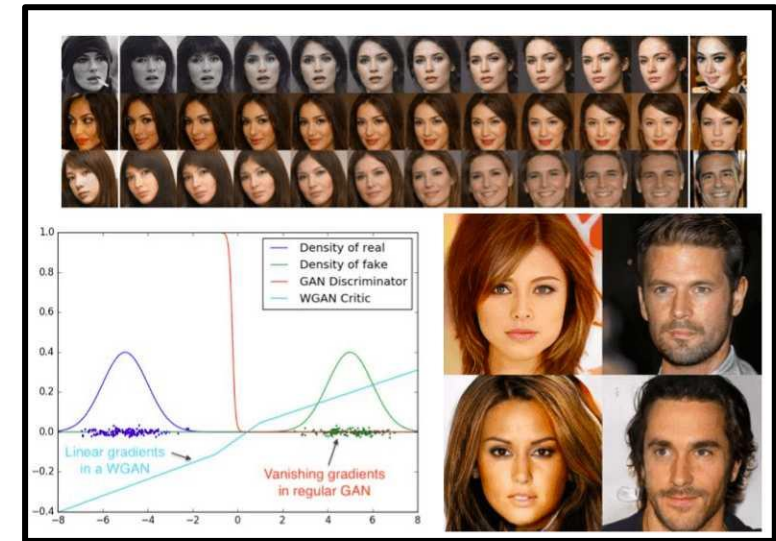 1.0
0.8
0.6
0.4
0.2
0.0
−0.2
−0.4
Density of real
Density of fake
GAN Discriminator
WGAN Critic
Linear gradients
in a WGAN
Vanishing gradients
in regular GAN
−8 −6 −4 −2 0 2 4 6 8